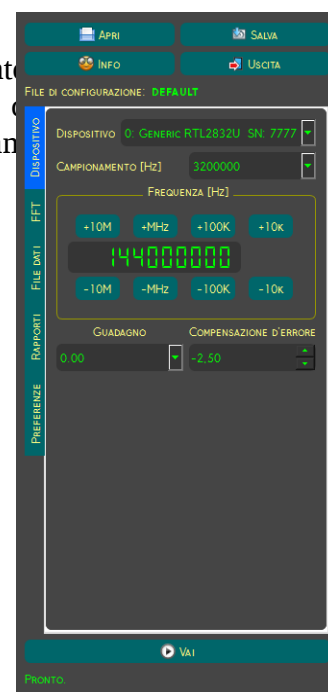 Apri
Salva
Info
Uscita
File di configurazione: default
Dispositivo
FFT
File dati
Rapporti
Preferenze
Dispositivo 0: Generic RTL2832U SN: 7777
Campionamento [Hz] 3200000
Frequenza [Hz]
+10M +MHz +100K +10k
144000000
-10M -MHz -100K -10k
Guadagno Compensazione d'errore
0.00 -2,50
Vai
Pronto.